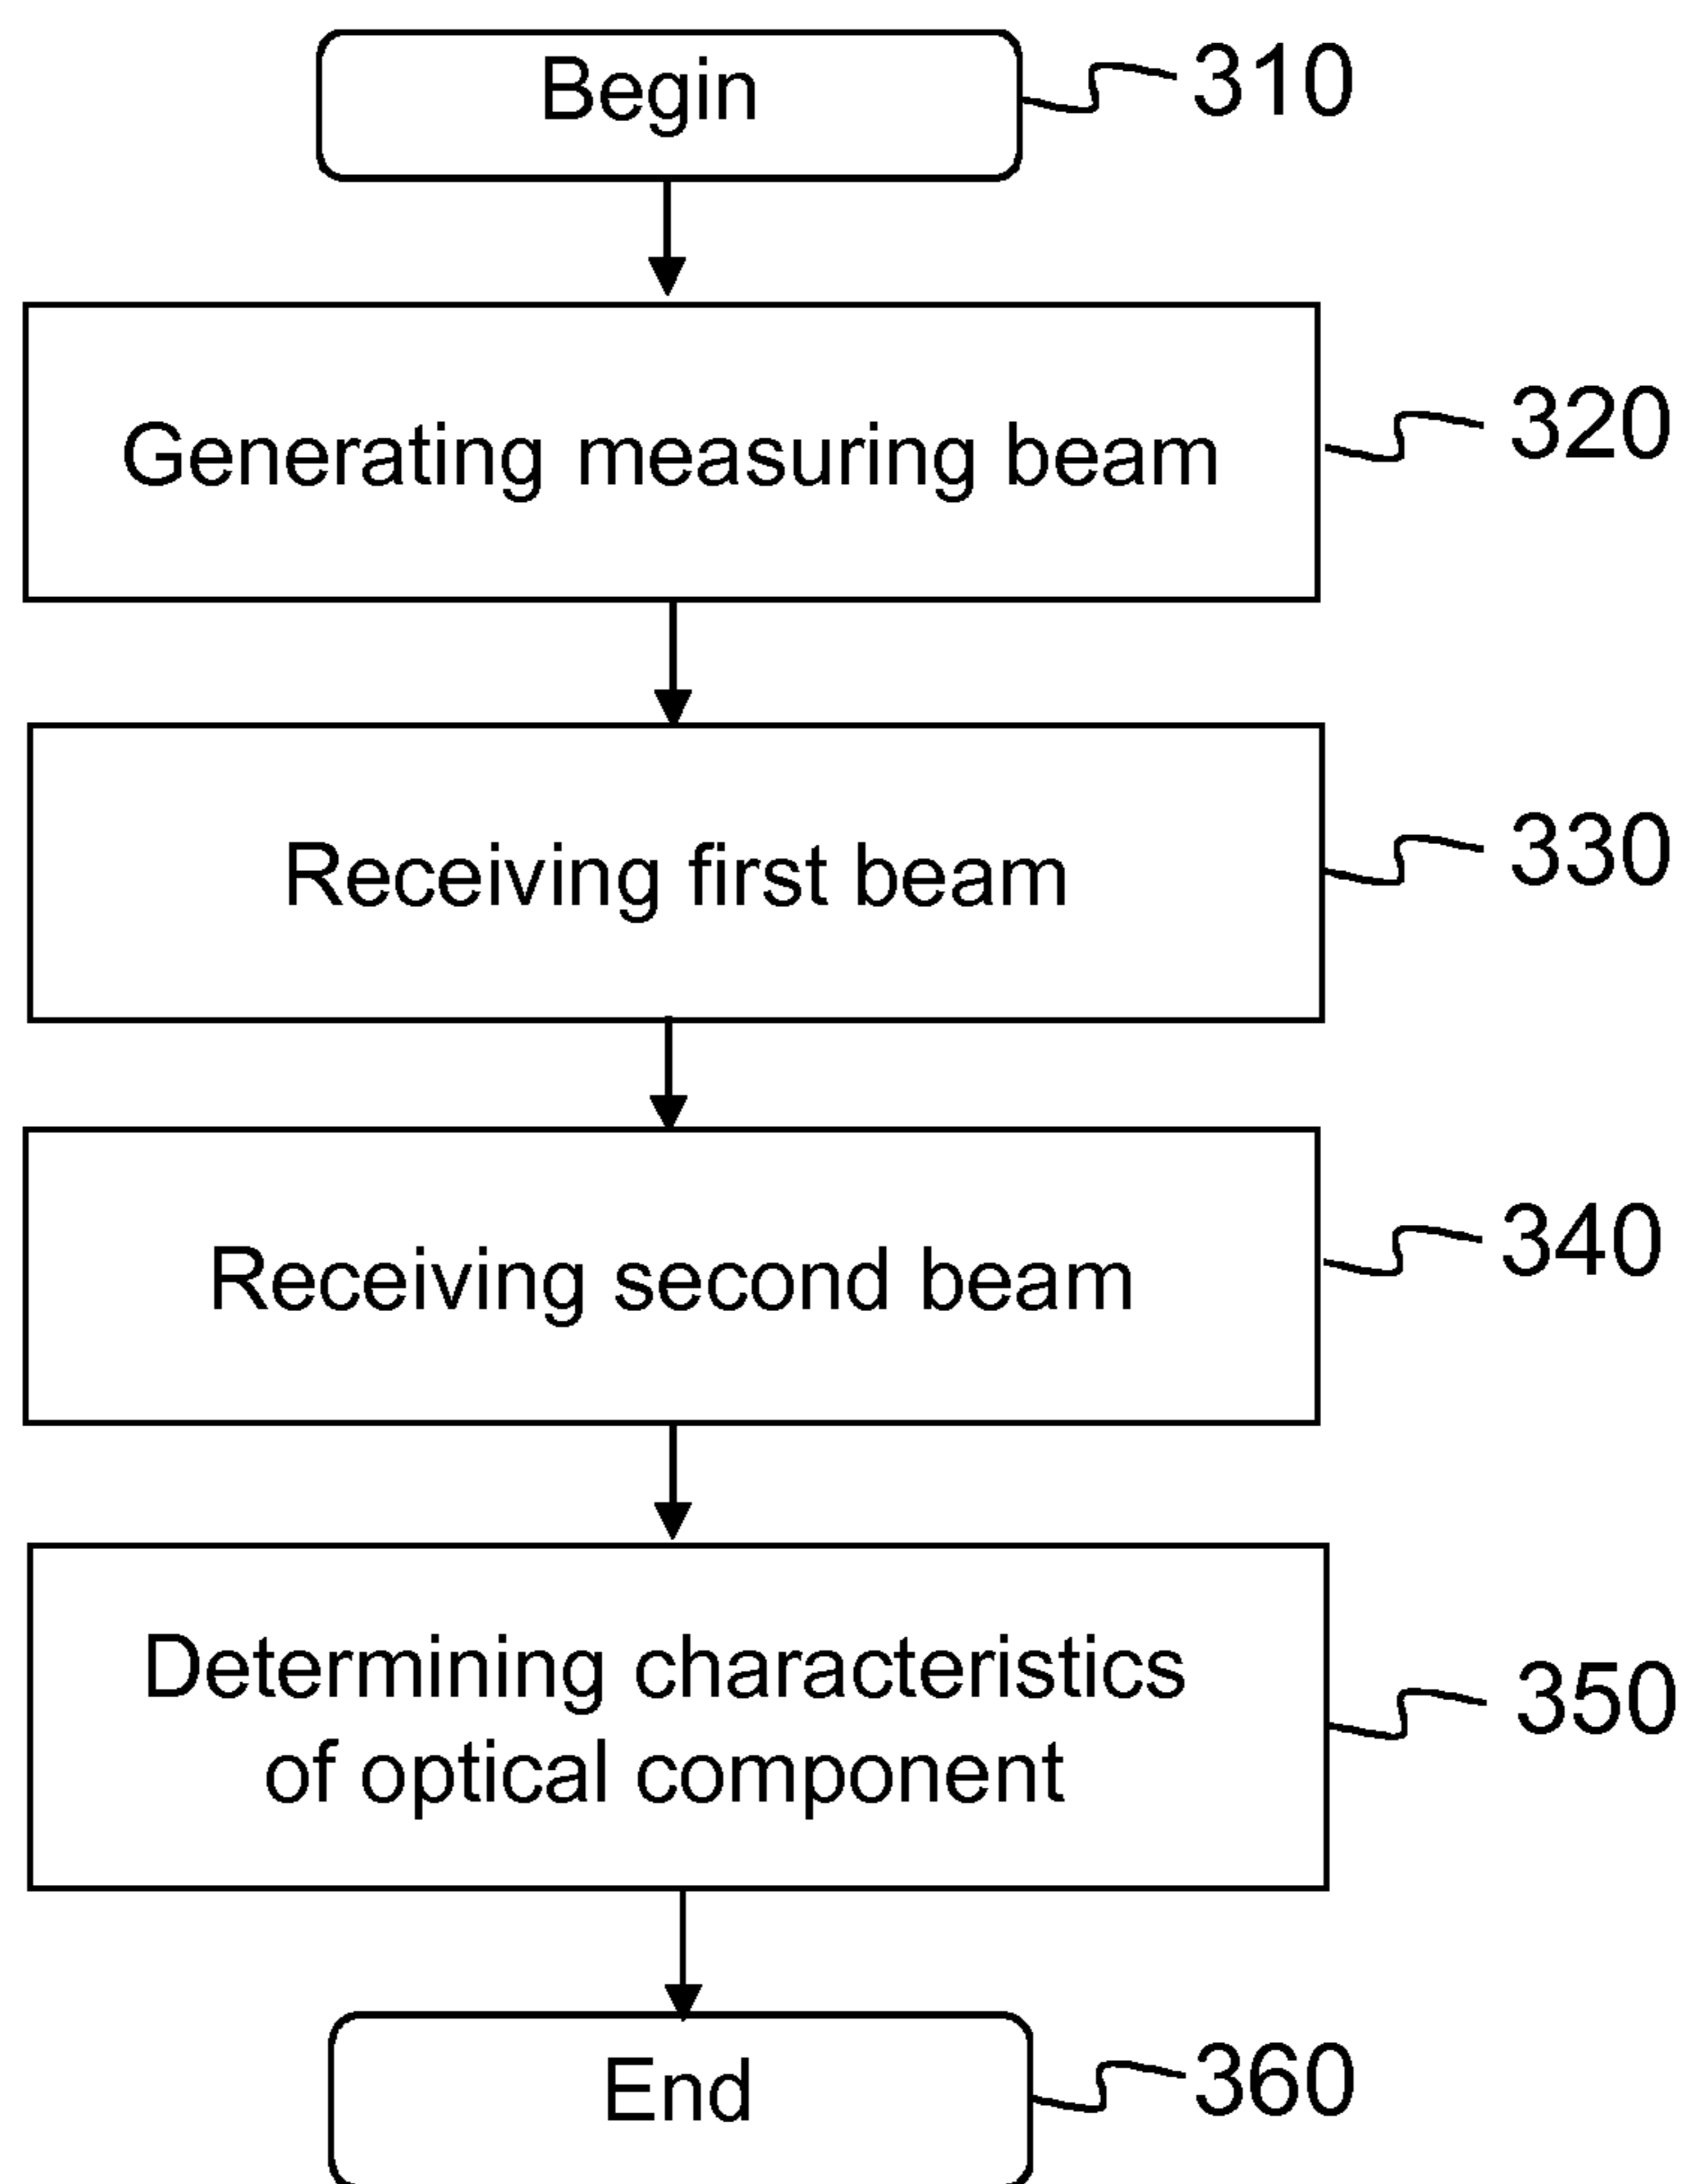 Begin
310
Generating measuring beam
320
Receiving first beam
330
Receiving second beam
340
Determining characteristics
of optical component
350
End
360